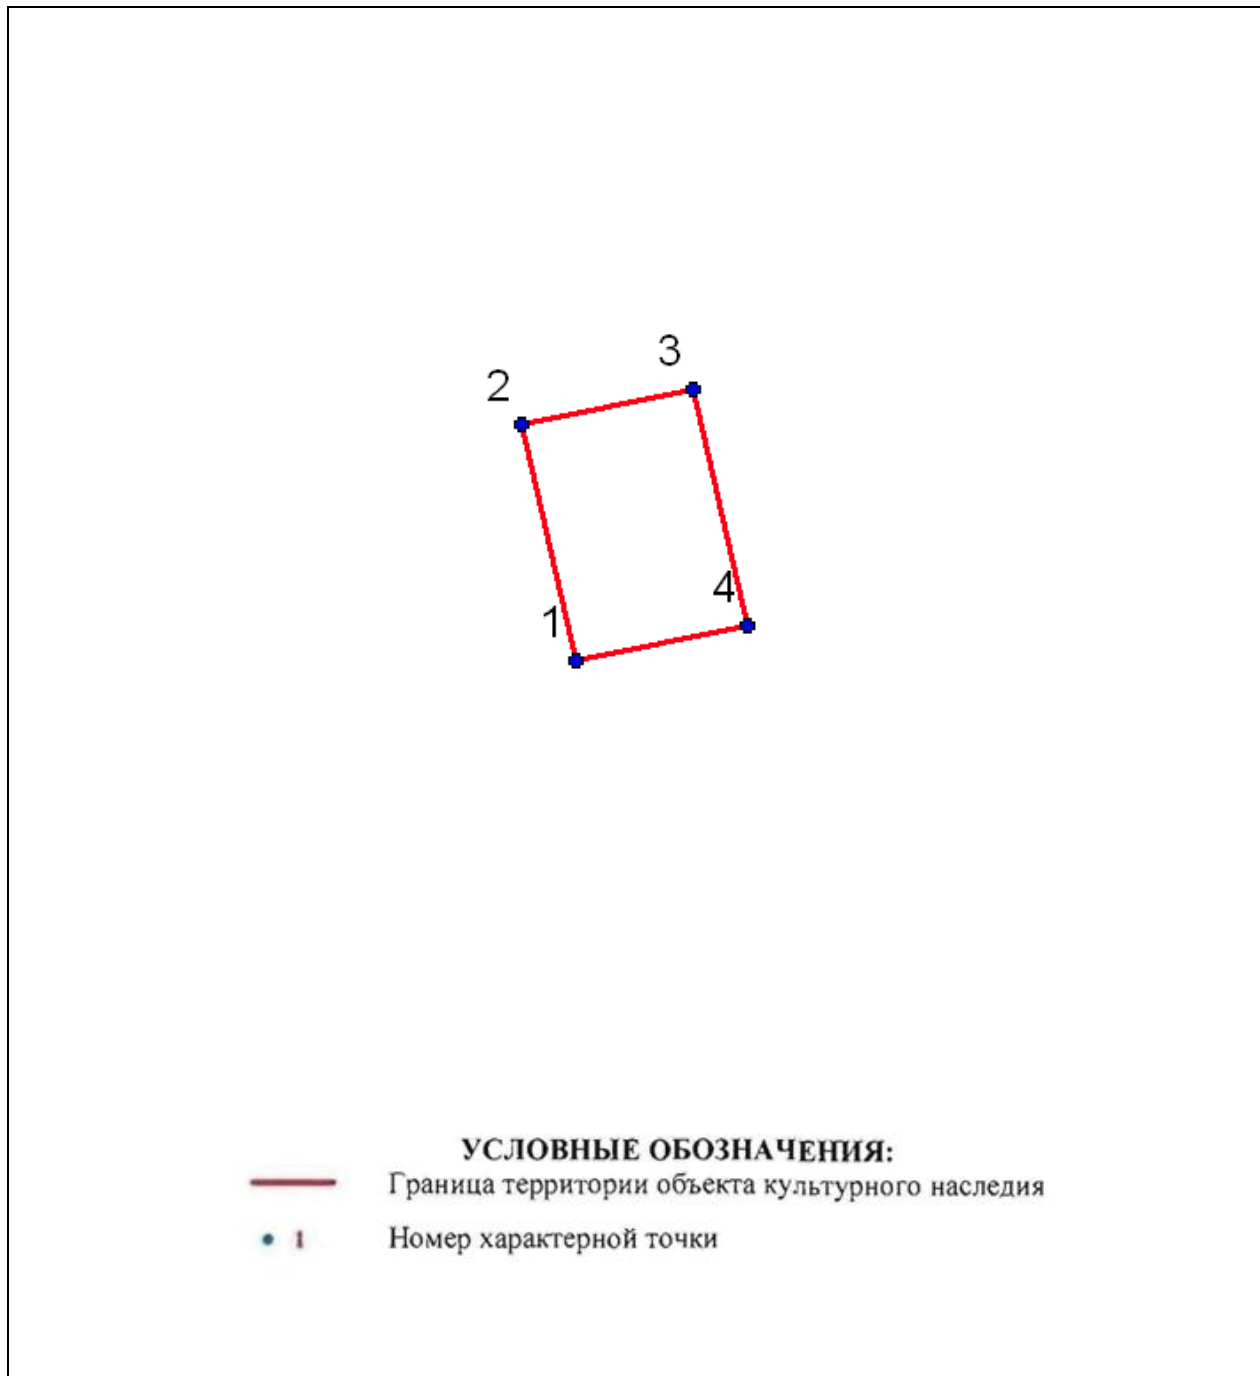 3
2
4
1
УСЛОВНЫЕ ОБОЗНАЧЕНИЯ:
Граница территории объекта культурного наследия
1 Номер характерной точки